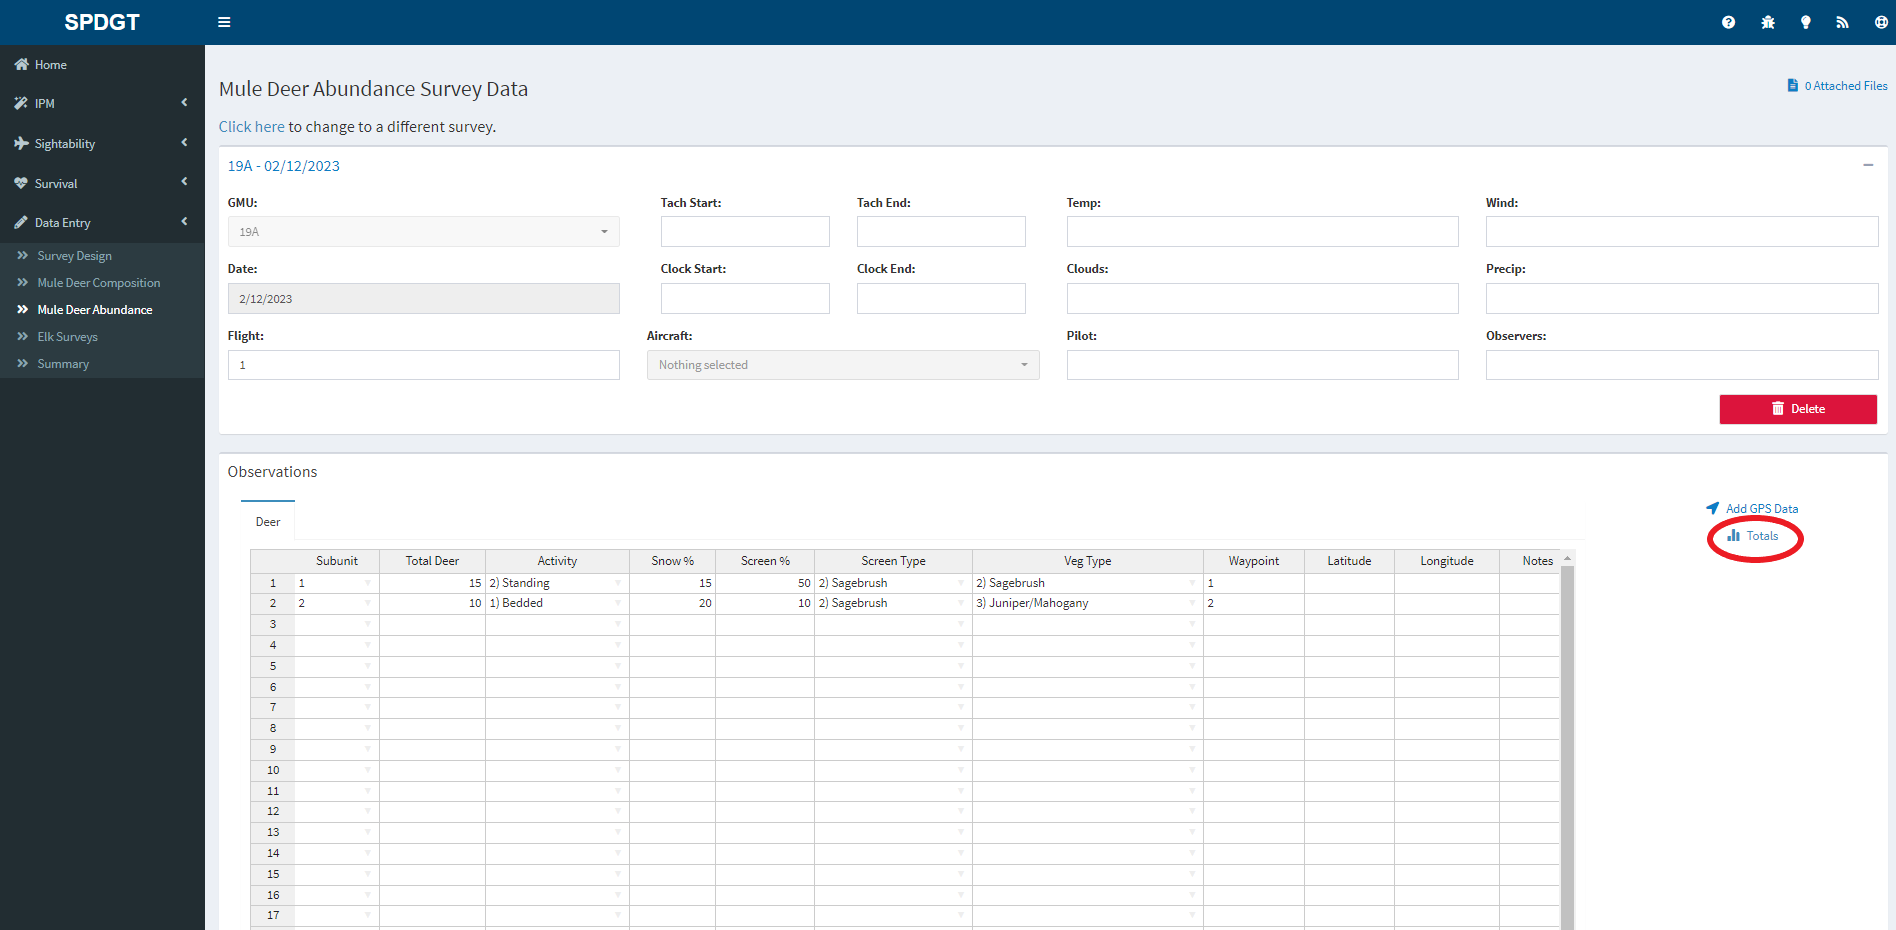 SPDGT
Home
IPM
Sightability
Survival
Data Entry
Survey Design
Mule Deer Composition
Mule Deer Abundance
Elk Surveys
Summary
Mule Deer Abundance Survey Data
0 Attached Files
Click here to change to a different survey.
19A - 02/12/2023
GMU: Tach Start: Tach End: Temp: Wind:
19A
Date: Clock Start: Clock End: Clouds: Precip:
2/12/2023
Flight: Aircraft: Pilot: Observers:
1 Nothing selected
Delete
Observations
Add GPS Data
Deer
Totals
Subunit Total Deer Activity Snow % Screen % Screen Type Veg Type Waypoint Latitude Longitude Notes
1 1 15 2) Standing 15 50 2) Sagebrush 2) Sagebrush 1
2 2 10 1) Bedded 20 10 2) Sagebrush 3) Juniper/Mahogany 2
3
4
5
6
7
8
9
10
11
12
13
14
15
16
17